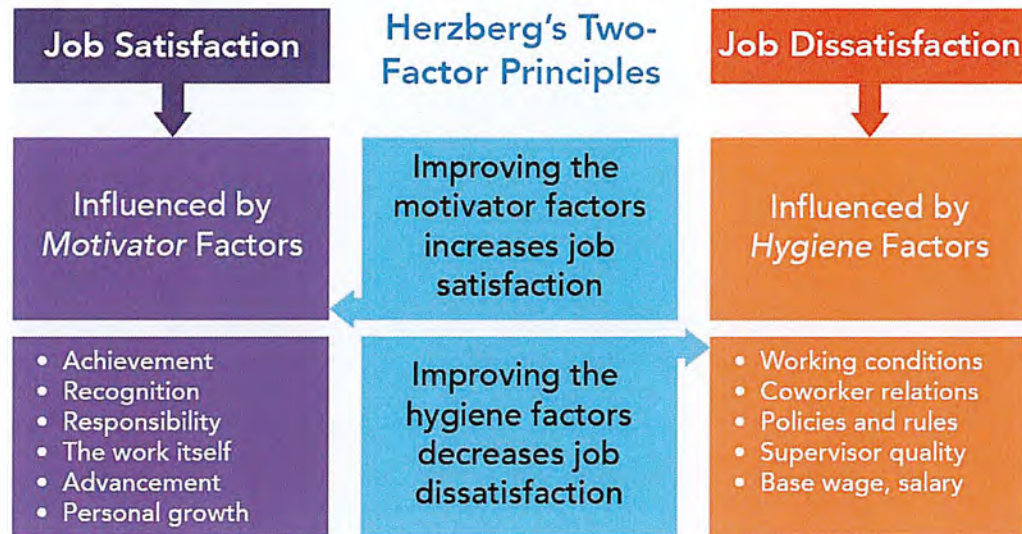 Job Satisfaction
Influenced by
Motivator Factors
• Achievement
• Recognition
• Responsibility
• The work itself
• Advancement
• Personal growth
Herzberg's Two-
Factor Principles
Improving the
motivator factors
increases job
satisfaction
Improving the
hygiene factors
decreases job
dissatisfaction
Job Dissatisfaction
Influenced by
Hygiene Factors
• Working conditions
• Coworker relations
• Policies and rules
• Supervisor quality
• Base wage, salary